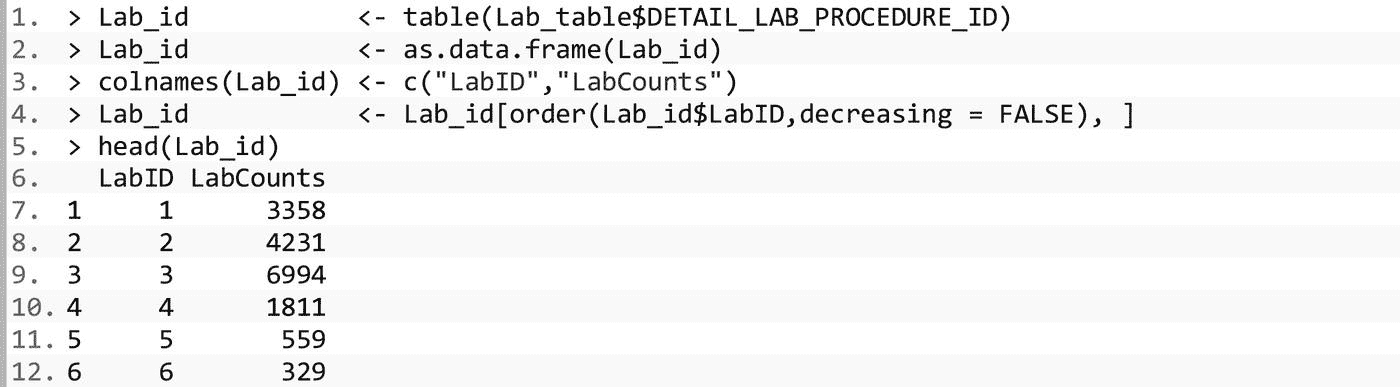 1. > Lab_id           <- table(Lab_table$DETAIL_LAB_PROCEDURE_ID)
2. > Lab_id           <- as.data.frame(Lab_id)
3. > colnames(Lab_id) <- c("LabID","LabCounts")
4. > Lab_id           <- Lab_id[order(Lab_id$LabID,decreasing = FALSE), ]
5. > head(Lab_id)
6.   LabID LabCounts
7. 1     1      3358
8. 2     2      4231
9. 3     3      6994
10. 4     4      1811
11. 5     5       559
12. 6     6       329